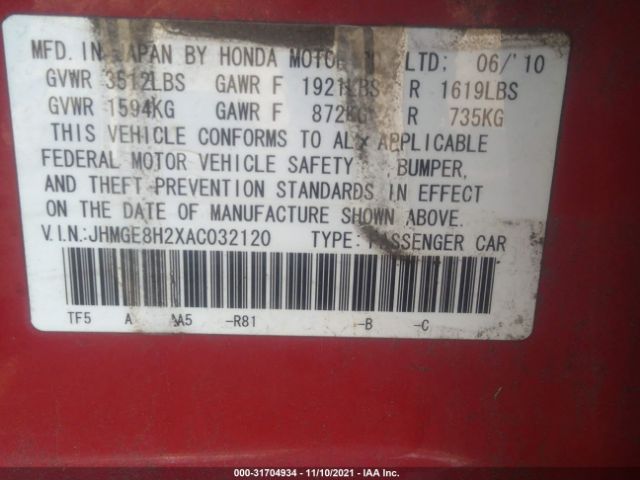 MFD. IN JAPAN BY HONDA MOTOR CO., LTD: 06/'10
GVWR 3512LBS GAWR F 1921LBS R 1619LBS
GVWR 1594KG GAWR F 872KG R 735KG
THIS VEHICLE CONFORMS TO ALL APPLICABLE
FEDERAL MOTOR VEHICLE SAFETY , BUMPER,
AND THEFT PREVENTION STANDARDS IN EFFECT
ON THE DATE OF MANUFACTURE SHOWN ABOVE.
V.I.N:JHMGE8H2XAC032120 TYPE:PASSENGER CAR
TF5 A AA5 -R81 -B -C
000-31704934 - 11/10/2021 - IAA Inc.